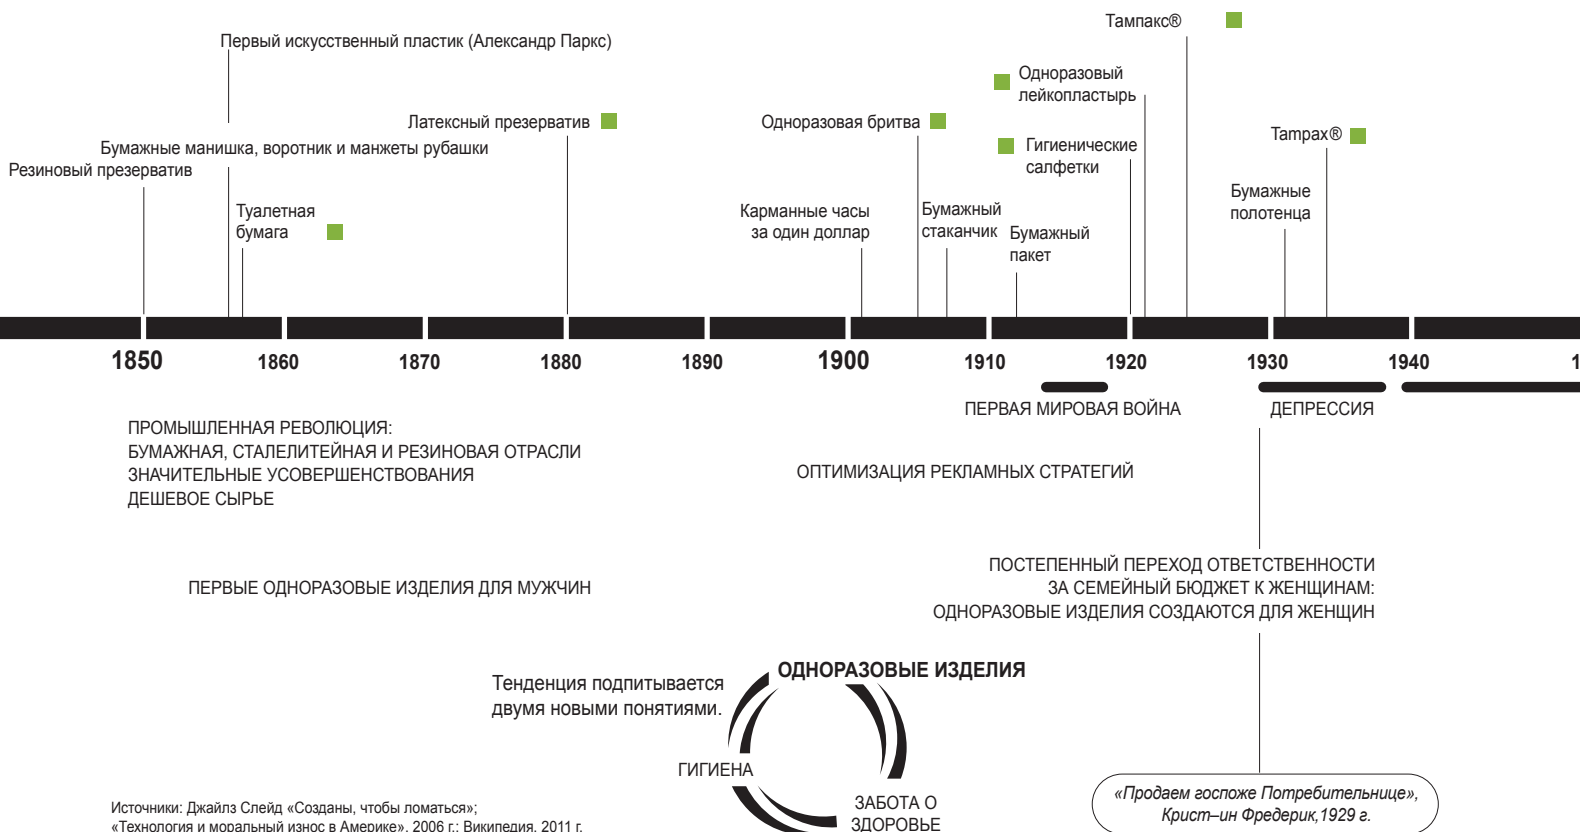 Тампакс®
Первый искусственный пластик (Александр Паркс)
Одноразовый
лейкопластырь
Латексный презерватив
Одноразовая бритва
Tampax®
Бумажные манишка, воротник и манжеты рубашки
Гигиенические
салфетки
Резиновый презерватив
Бумажные
полотенца
Туалетная
бумага
Карманные часы
за один доллар
Бумажный
стаканчик
Бумажный
пакет
1850 1860 1870 1880 1890 1900 1910 1920 1930 1940 1
ПЕРВАЯ МИРОВАЯ ВОЙНА
ДЕПРЕССИЯ
ПРОМЫШЛЕННАЯ РЕВОЛЮЦИЯ:
БУМАЖНАЯ, СТАЛЕЛИТЕЙНАЯ И РЕЗИНОВАЯ ОТРАСЛИ
ЗНАЧИТЕЛЬНЫЕ УСОВЕРШЕНСТВОВАНИЯ
ДЕШЕВОЕ СЫРЬЕ
ОПТИМИЗАЦИЯ РЕКЛАМНЫХ СТРАТЕГИЙ
ПЕРВЫЕ ОДНОРАЗОВЫЕ ИЗДЕЛИЯ ДЛЯ МУЖЧИН
ПОСТЕПЕННЫЙ ПЕРЕХОД ОТВЕТСТВЕННОСТИ
ЗА СЕМЕЙНЫЙ БЮДЖЕТ К ЖЕНЩИНАМ:
ОДНОРАЗОВЫЕ ИЗДЕЛИЯ СОЗДАЮТСЯ ДЛЯ ЖЕНЩИН
ОДНОРАЗОВЫЕ ИЗДЕЛИЯ
Тенденция подпитывается
двумя новыми понятиями.
ГИГИЕНА
ЗАБОТА О
ЗДОРОВЬЕ
«Продаем госпоже Потребительнице»,
Крист–ин Фредерик,1929 г.
Источники: Джайлз Слейд «Созданы, чтобы ломаться»;
«Технология и моральный износ в Америке», 2006 г.; Википедия, 2011 г.